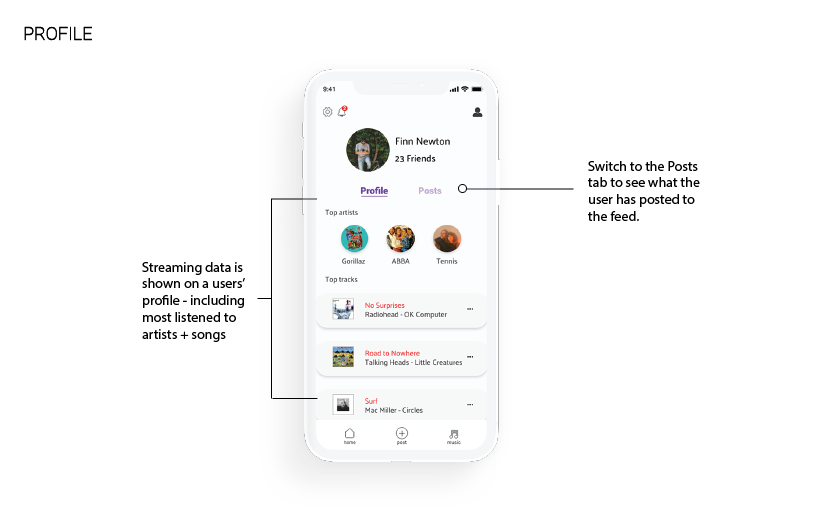 PROFILE
9:41
2
Finn Newton
23 Friends
Profile
Posts
Top artists
Gorillaz
ABBA
Tennis
Top tracks
No Surprises
Radiohead - OK Computer
Road to Nowhere
Talking Heads - Little Creatures
Surf
Mac Miller - Circles
home
post
music
Streaming data is
shown on a users’
profile - including
most listened to
artists + songs
Switch to the Posts
tab to see what the
user has posted to
the feed.